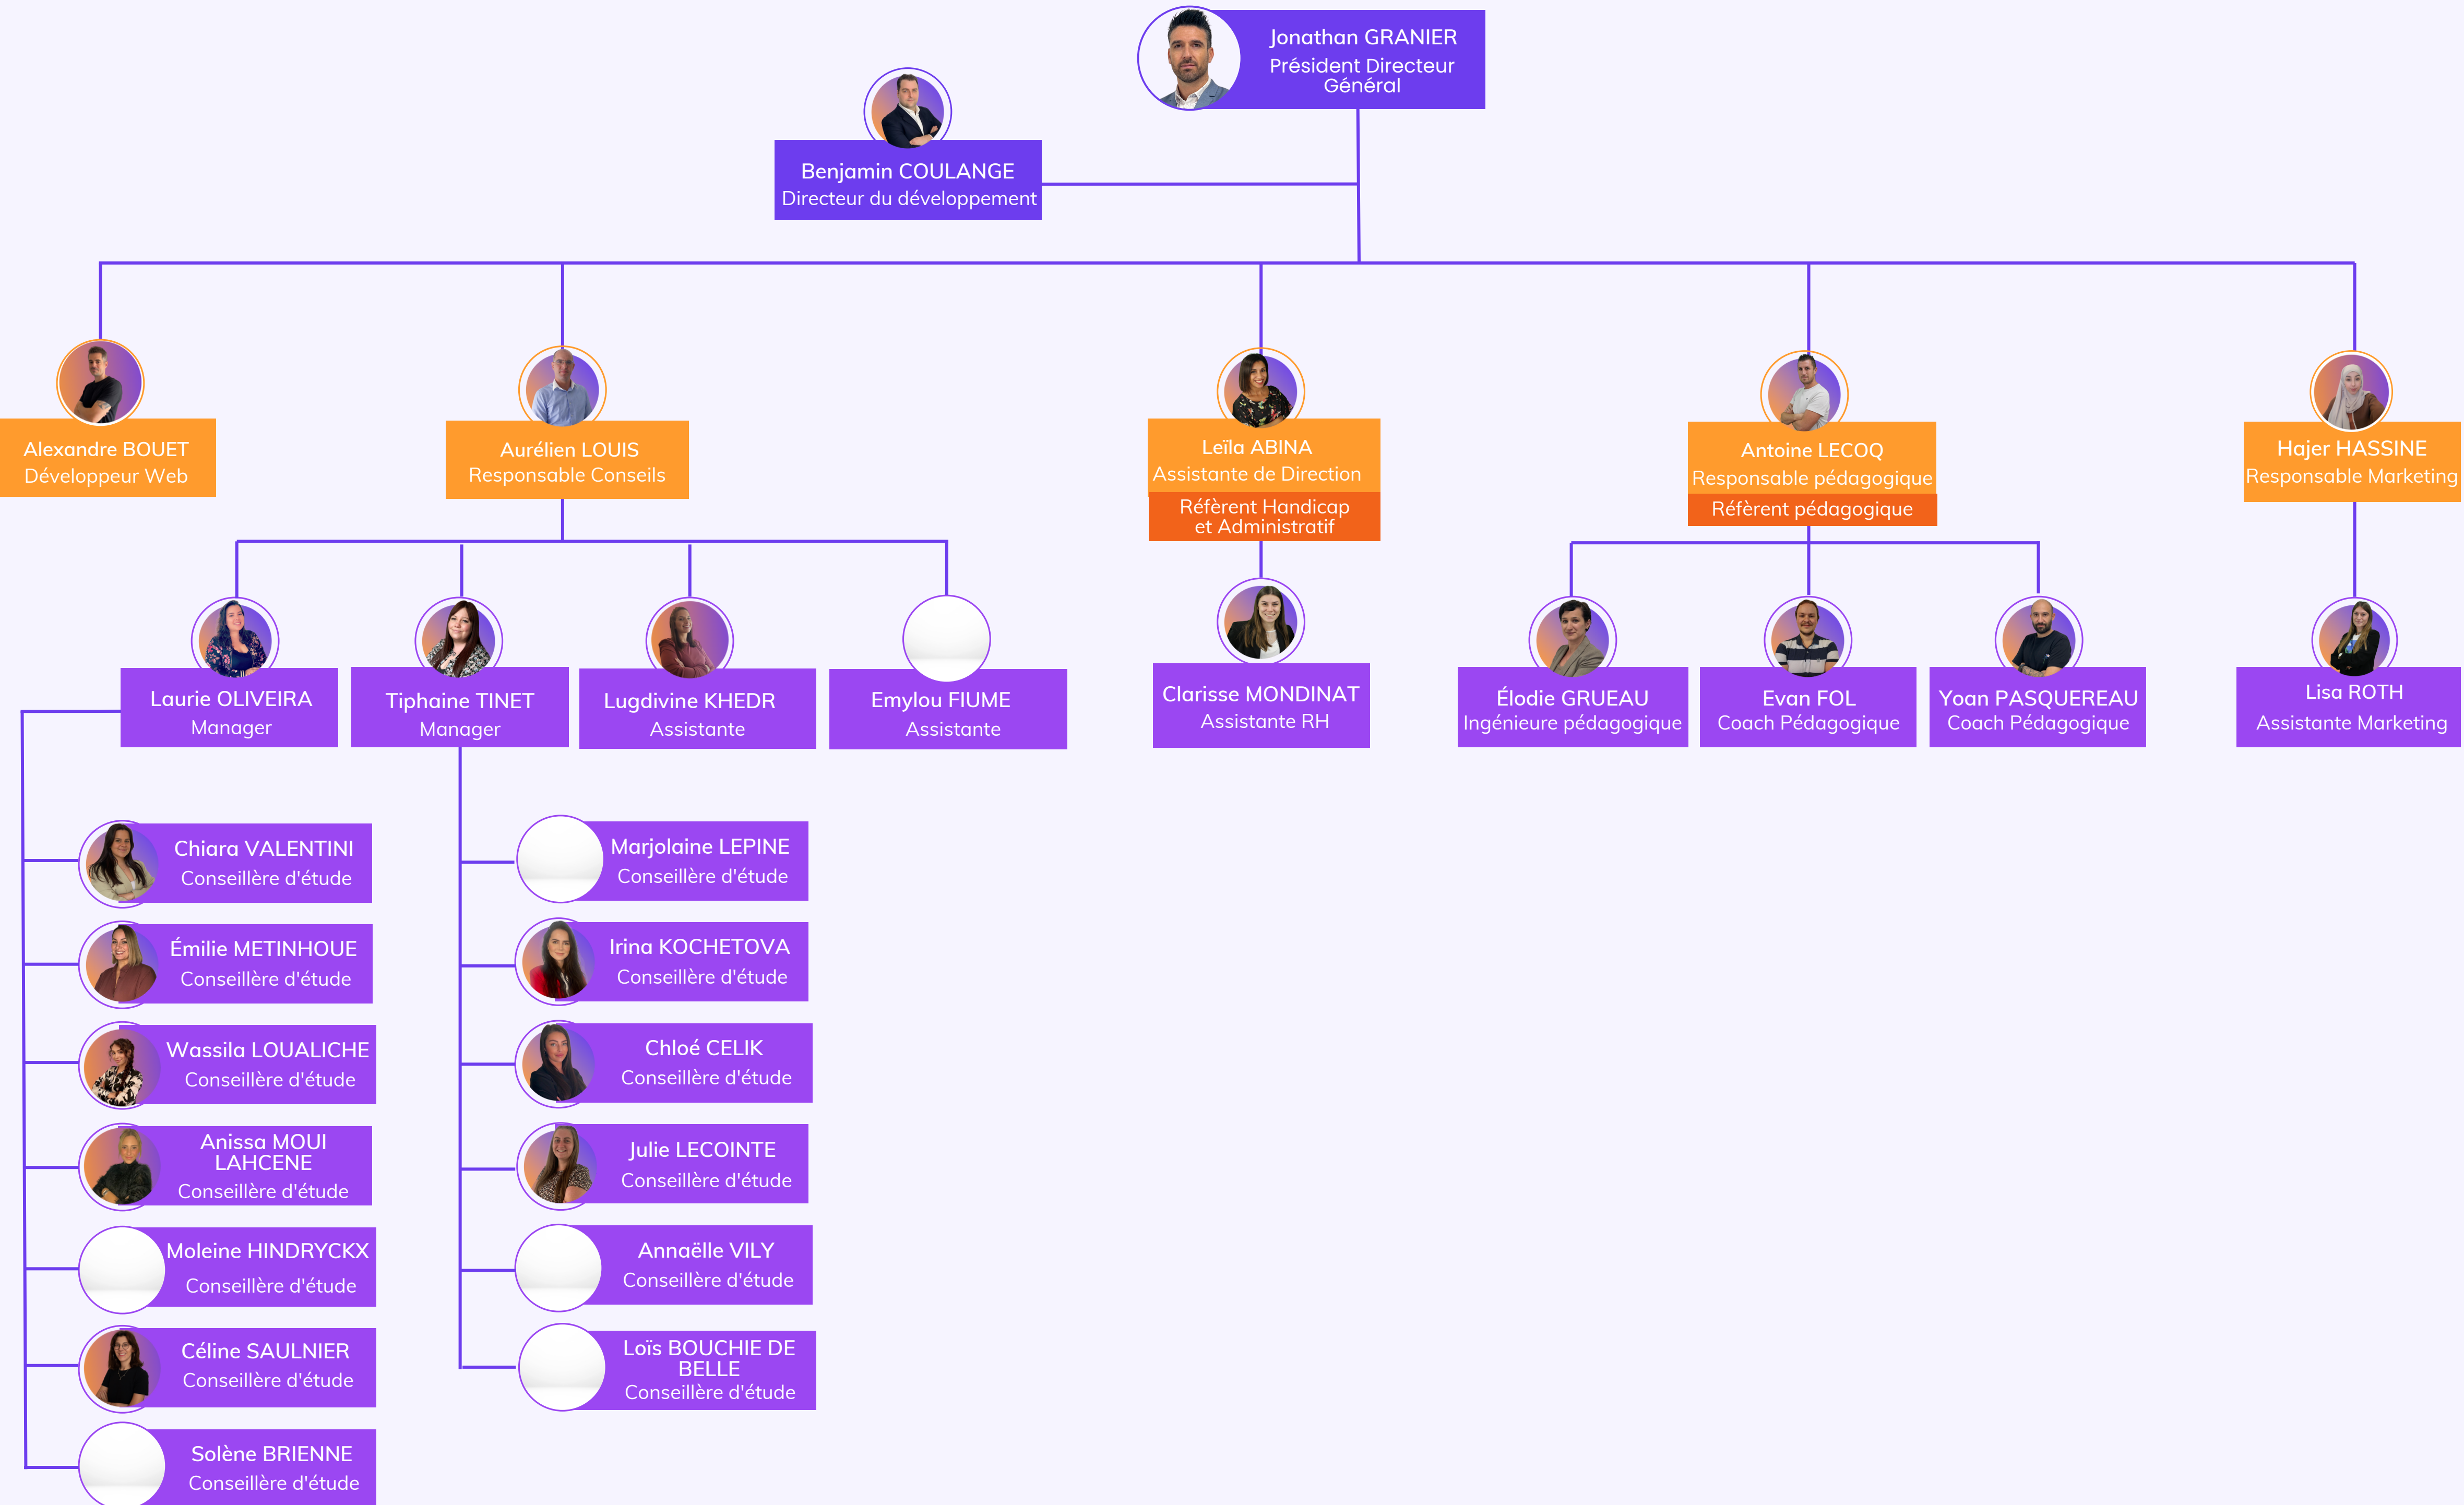 Jonathan GRANIER
Président Directeur
Général
Benjamin COULANGE
Directeur du développement
Alexandre BOUET
Développeur Web
Aurélien LOUIS
Responsable Conseils
Leïla ABINA
Assistante de Direction
Réfèrent Handicap
et Administratif
Antoine LECOQ
Responsable pédagogique
Réfèrent pédagogique
Hajer HASSINE
Responsable Marketing
Laurie OLIVEIRA
Manager
Tiphaine TINET
Manager
Lugdivine KHEDR
Assistante
Emylou FIUME
Assistante
Clarisse MONDINAT
Assistante RH
Élodie GRUEAU
Ingénieure pédagogique
Evan FOL
Coach Pédagogique
Yoan PASQUEREAU
Coach Pédagogique
Lisa ROTH
Assistante Marketing
Chiara VALENTINI
Conseillère d'étude
Émilie METINHOUE
Conseillère d'étude
Wassila LOUALICHE
Conseillère d'étude
Anissa MOUI
LAHCENE
Conseillère d'étude
Moleine HINDRYCKX
Conseillère d'étude
Céline SAULNIER
Conseillère d'étude
Solène BRIENNE
Conseillère d'étude
Marjolaine LEPINE
Conseillère d'étude
Irina KOCHETOVA
Conseillère d'étude
Chloé CELIK
Conseillère d'étude
Julie LECOINTE
Conseillère d'étude
Annaëlle VILY
Conseillère d'étude
Loïs BOUCHIE DE
BELLE
Conseillère d'étude